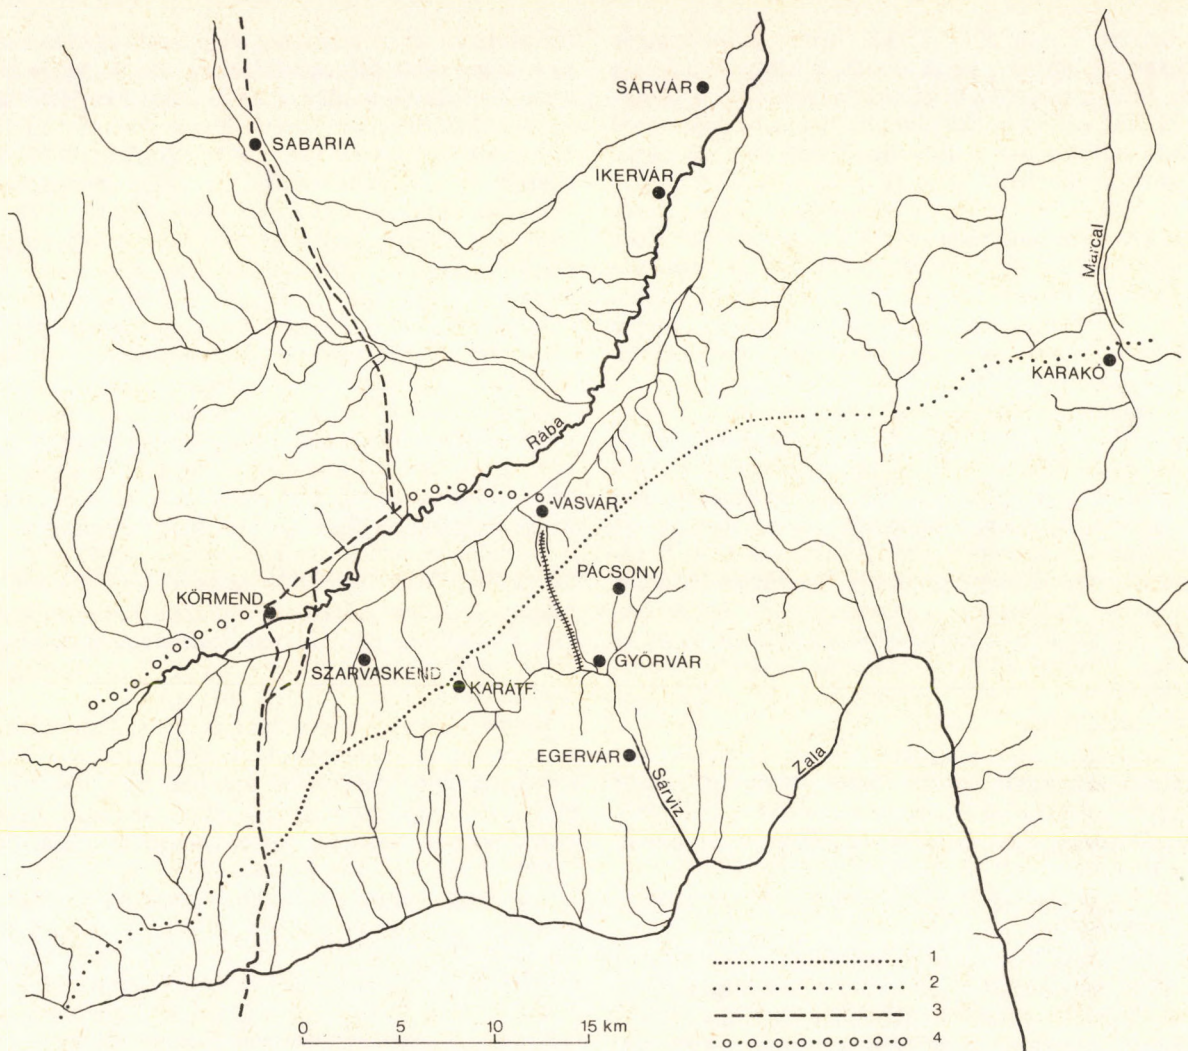 SÁRVÁR
SABARIA
IKERVÁR
Marcal
KARAKÓ
Rába
VASVÁR
PÁCSONY
KÖRMEND
SZARVASKEND
GYŐRVÁR
KARÁTF.
EGERVÁR
Sárvíz
Zala
1
2
3
4
0 5 10 15 km